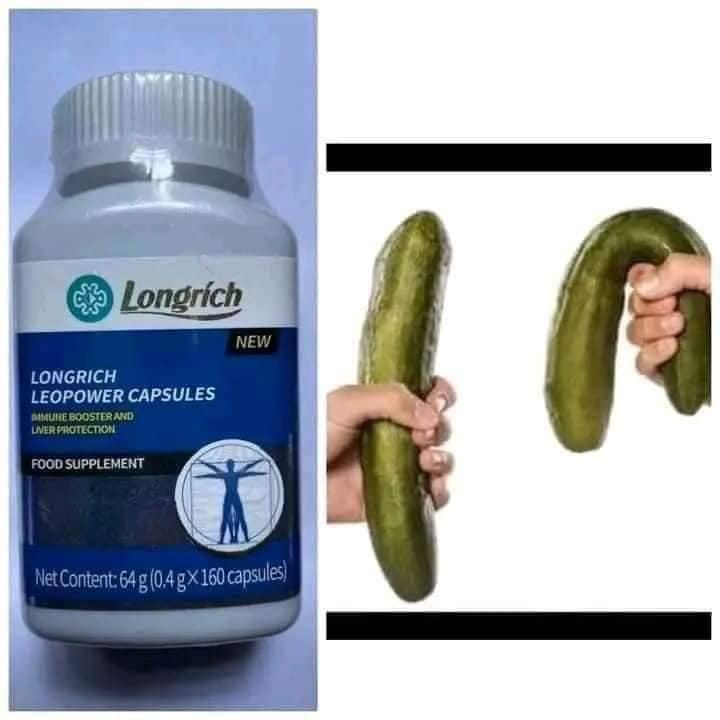 Longrich
NEW
LONGRICH
LEOPOWER CAPSULES
IMMUNE BOOSTER AND
LIVER PROTECTION
FOOD SUPPLEMENT
Net Content: 64 g (0.4 g×160 capsules)